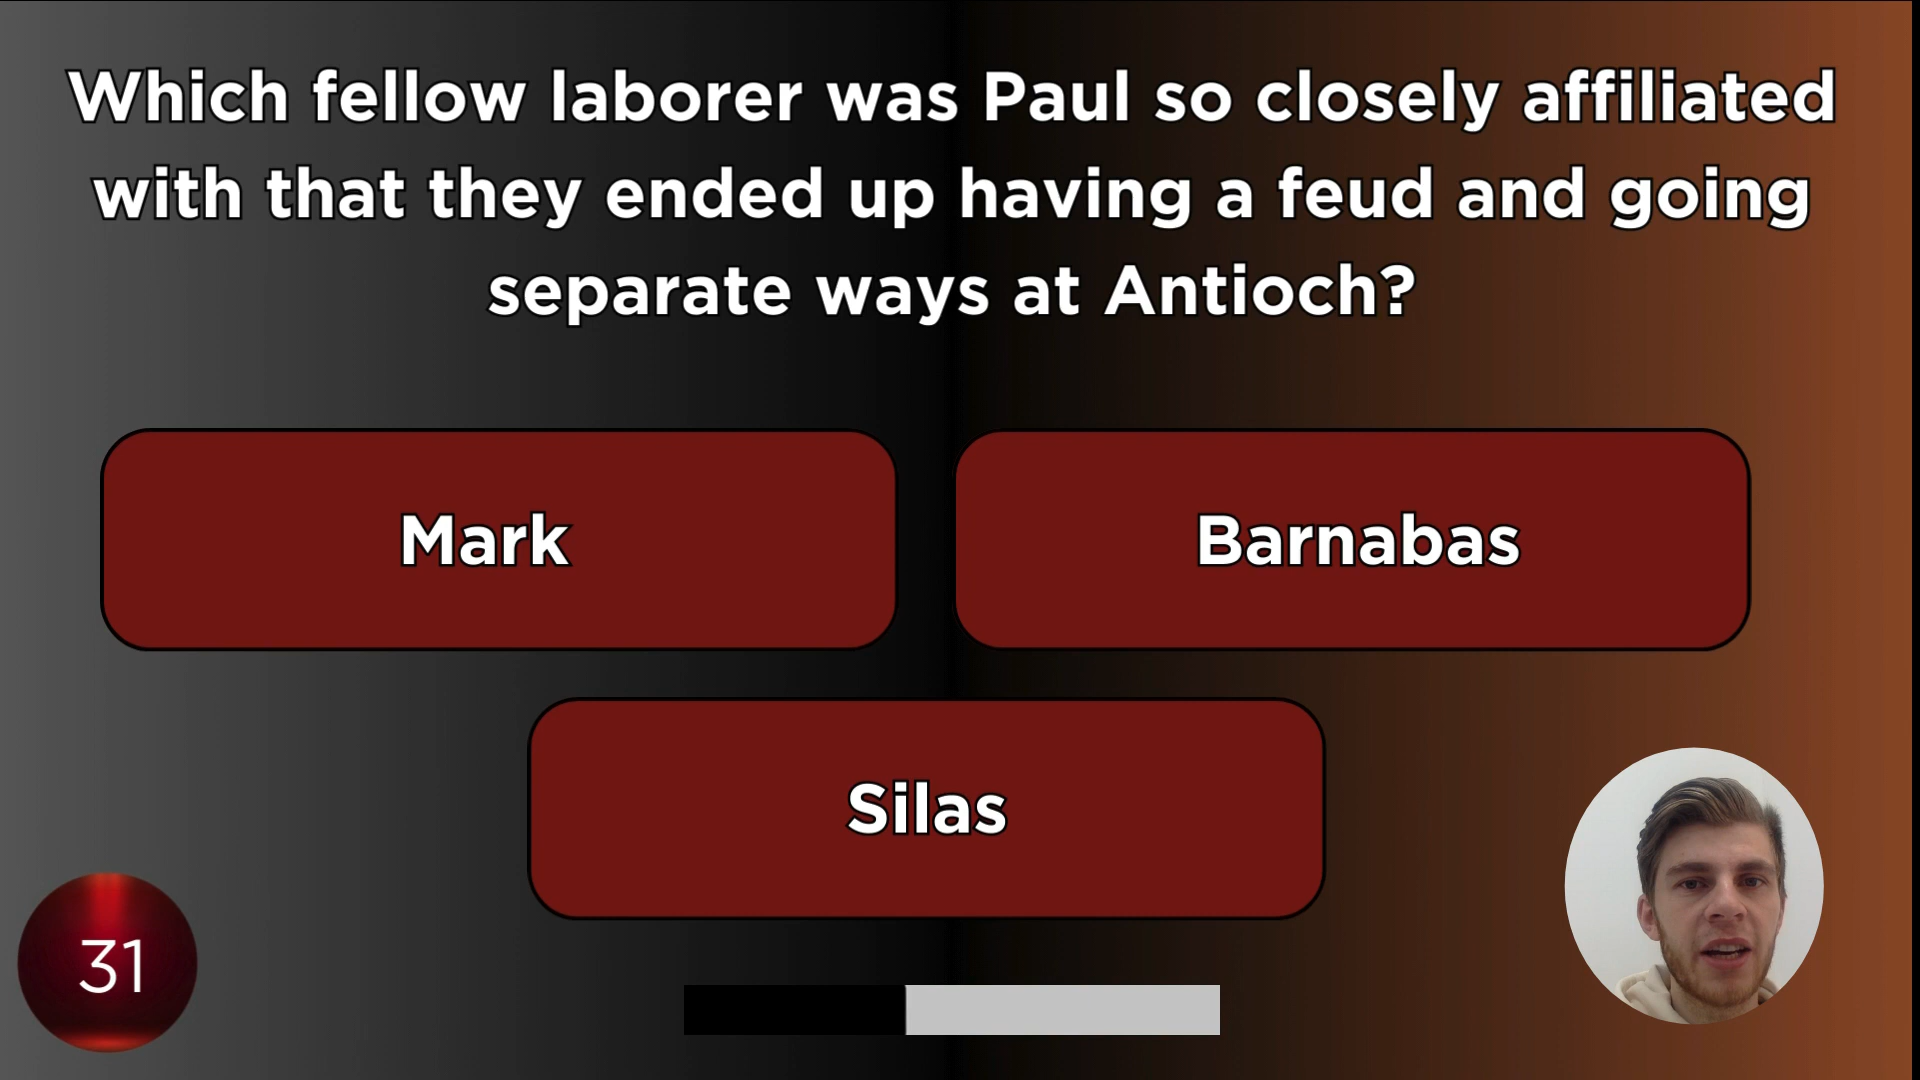 Which fellow laborer was Paul so closely affiliated
with that they ended up having a feud and going
separate ways at Antioch?
Mark
Barnabas
Silas
31